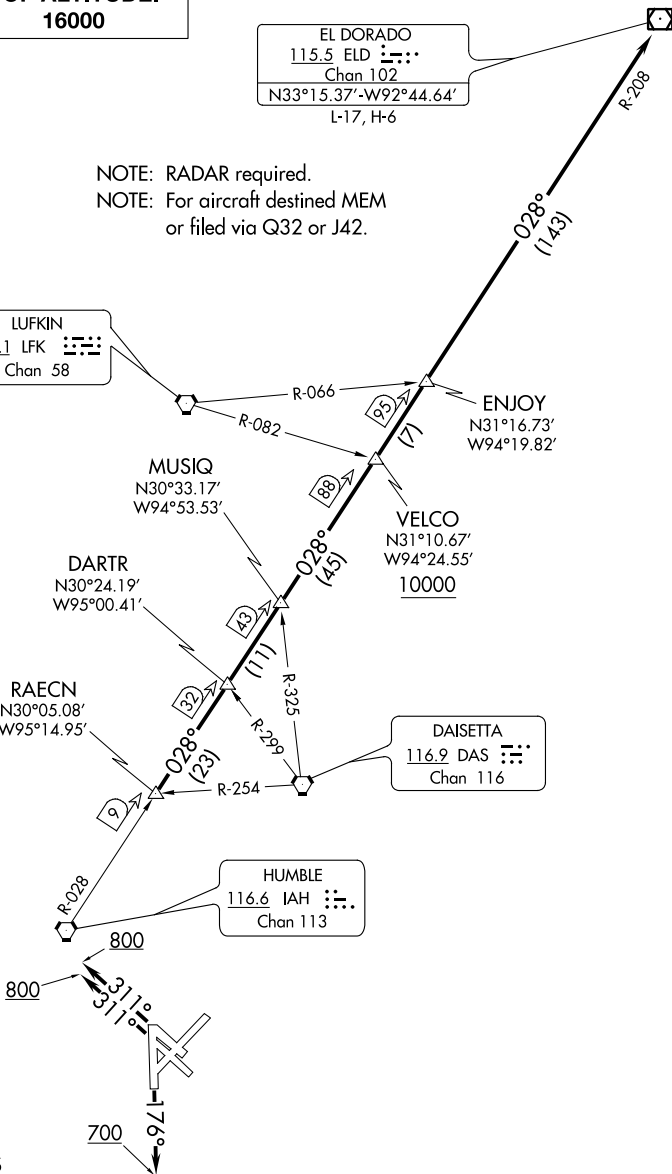 16000
EL DORADO
115.5 ELD
Chan 102
N33°15.37'-W92°44.64'
L-17, H-6
R-208
NOTE: RADAR required.
NOTE: For aircraft destined MEM
or filed via Q32 or J42.
028°
(143)
LUFKIN
.1 LFK
Chan 58
R-066
R-082
95
(7)
ENJOY
N31°16.73'
W94°19.82'
88
VELCO
N31°10.67'
W94°24.55'
10000
MUSIQ
N30°33.17'
W94°53.53'
028°
(45)
DARTR
N30°24.19'
W95°00.41'
43
(11)
R-325
32
R-299
RAECN
N30°05.08'
W95°14.95'
028°
(23)
R-254
9
DAISETTA
116.9 DAS
Chan 116
R-028
HUMBLE
116.6 IAH
Chan 113
800
800
311°
311°
176°
700